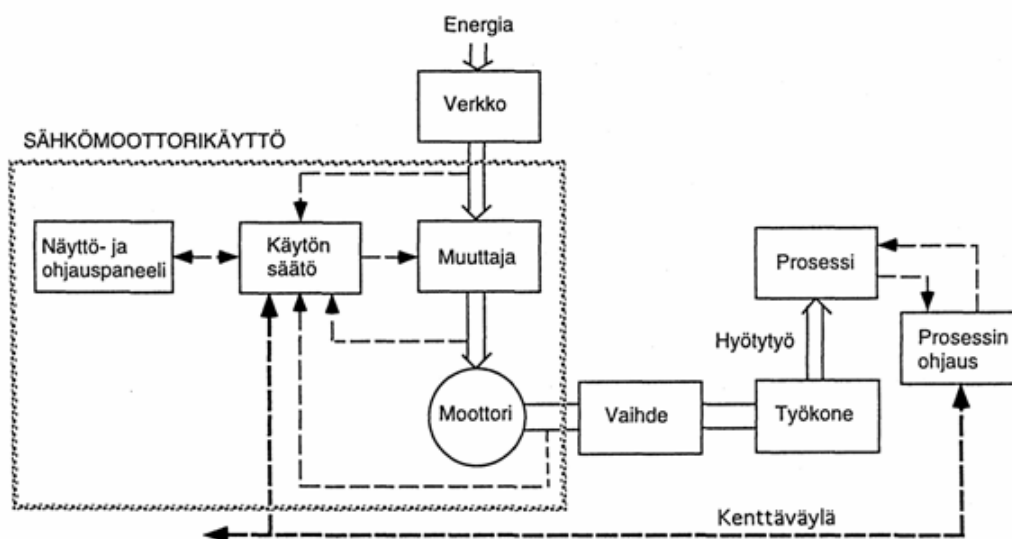 Energia
Verkko
SÄHKÖMOOTTORIKÄYTTÖ
Näyttö- ja
ohjauspaneeli
Käytön
säätö
Muuttaja
Prosessi
Hyötytyö
Prosessin
ohjaus
Moottori
Vaihde
Työkone
Kenttäväylä